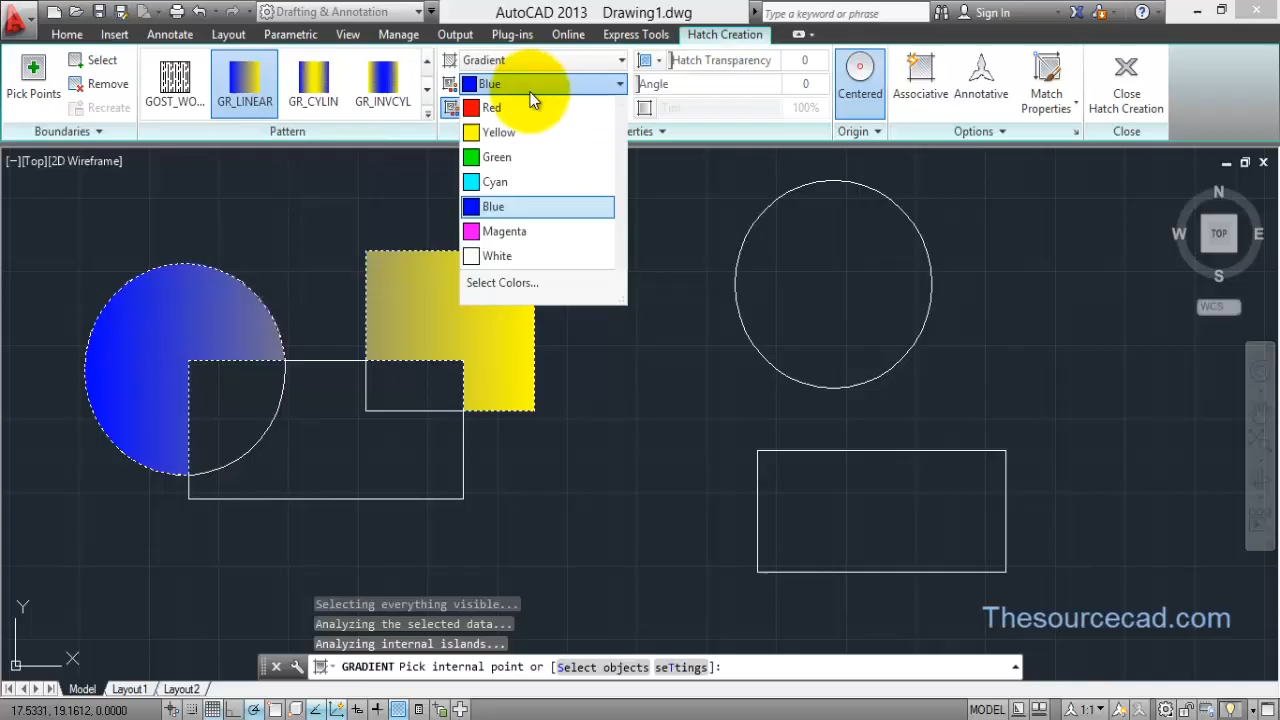 Drafting & Annotation
AutoCAD 2013 Drawing1.dwg
Type a keyword or phrase
Sign In
Home Insert Annotate Layout Parametric View Manage Output Plug-ins Online Express Tools Hatch Creation
Pick Points
Select
Remove
Recreate
Boundaries
GOST_WO... GR_LINEAR GR_CYLIN GR_INVCYL
Pattern
Gradient
Blue
Hatch Transparency 0
Angle 0
Tint 100%
erties
Centered
Origin
Associative Annotative Match Properties
Options
Close Hatch Creation
Close
Red
Yellow
Green
Cyan
Blue
Magenta
White
Select Colors...
[−][Top][2D Wireframe]
N
W TOP E
S
WCS
Selecting everything visible...
Analyzing the selected data...
Analyzing internal islands...
Thesourcecad.com
Y
X
GRADIENT Pick internal point or [Select objects seTtings]:
Model Layout1 Layout2
17.5331, 19.1612, 0.0000
MODEL
1:1